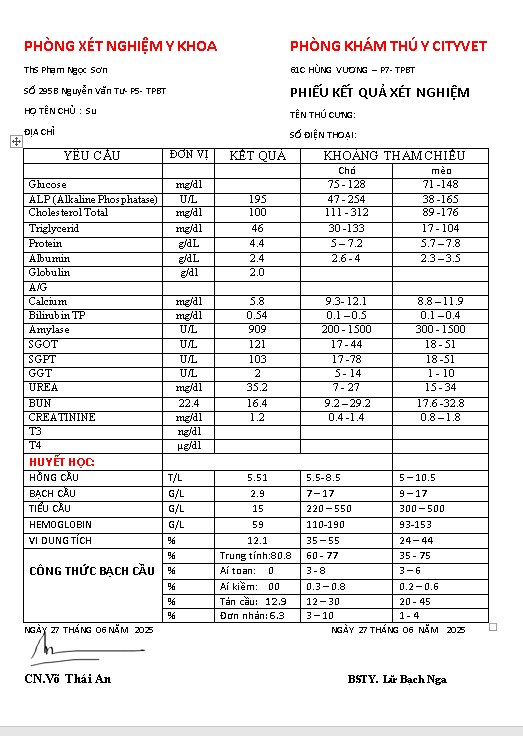 PHÒNG XÉT NGHIỆM Y KHOA PHÒNG KHÁM THÚ Y CITYVET
ThS Phạm Ngọc Sơn 61C HÙNG VƯƠNG – P7- TPBT
SỐ 295B Nguyễn Văn Tư- P5- TPBT PHIẾU KẾT QUẢ XÉT NGHIỆM
HỌ TÊN CHỦ : Su TÊN THÚ CƯNG:
ĐỊA CHỈ SỐ ĐIỆN THOẠI:
YÊU CẦU ĐƠN VỊ KẾT QUẢ KHOẢNG THAM CHIẾU
Chó mèo
Glucose mg/dl 75 - 128 71 -148
ALP (Alkaline Phosphatase) U/L 195 47 - 254 38 -165
Cholesterol Total mg/dl 100 111 - 312 89 -176
Triglycerid mg/dl 46 30 -133 17 - 104
Protein g/dL 4.4 5 – 7.2 5.7 – 7.8
Albumin g/dL 2.4 2.6 - 4 2.3 – 3.5
Globulin g/dl 2.0
A/G
Calcium mg/dl 5.8 9.3- 12.1 8.8 – 11.9
Bilirubin TP mg/dl 0.54 0.1 – 0.5 0.1 – 0.4
Amylase U/L 909 200 - 1500 300 - 1500
SGOT U/L 121 17 - 44 18 - 51
SGPT U/L 103 17 -78 18 -51
GGT U/L 2 5 - 14 1 - 10
UREA mg/dl 35.2 7 - 27 15 - 34
BUN 22.4 16.4 9.2 – 29.2 17.6 -32.8
CREATININE mg/dl 1.2 0.4 -1.4 0.8 – 1.8
T3 ng/dl
T4 µg/dl
HUYẾT HỌC:
HỒNG CẦU T/L 5.51 5.5-8.5 5 – 10.5
BẠCH CẦU G/L 2.9 7 – 17 9 – 17
TIỂU CẦU G/L 15 220 – 550 300 – 500
HEMOGLOBIN G/L 59 110-190 93-153
VI DUNG TÍCH % 12.1 35 – 55 24 – 44
CÔNG THỨC BẠCH CẦU % Trung tính:80.8 60 - 77 35 - 75
% Aí toan: 0 3 - 8 3 – 6
% Aí kiềm: 00 0.3 – 0.8 0.2 – 0.6
% Tân cầu: 12.9 12 – 30 20 - 45
% Đơn nhân: 6.3 3 – 10 1 - 4
NGÀY 27 THÁNG 06 NĂM 2025 NGÀY 27 THÁNG 06 NĂM 2025
CN.Võ Thái An BSTY. Lữ Bạch Nga